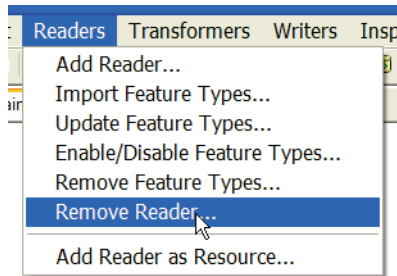 Readers Transformers Writers Insp
Add Reader...
Import Feature Types...
Update Feature Types...
Enable/Disable Feature Types...
Remove Feature Types...
Remove Reader...
Add Reader as Resource...